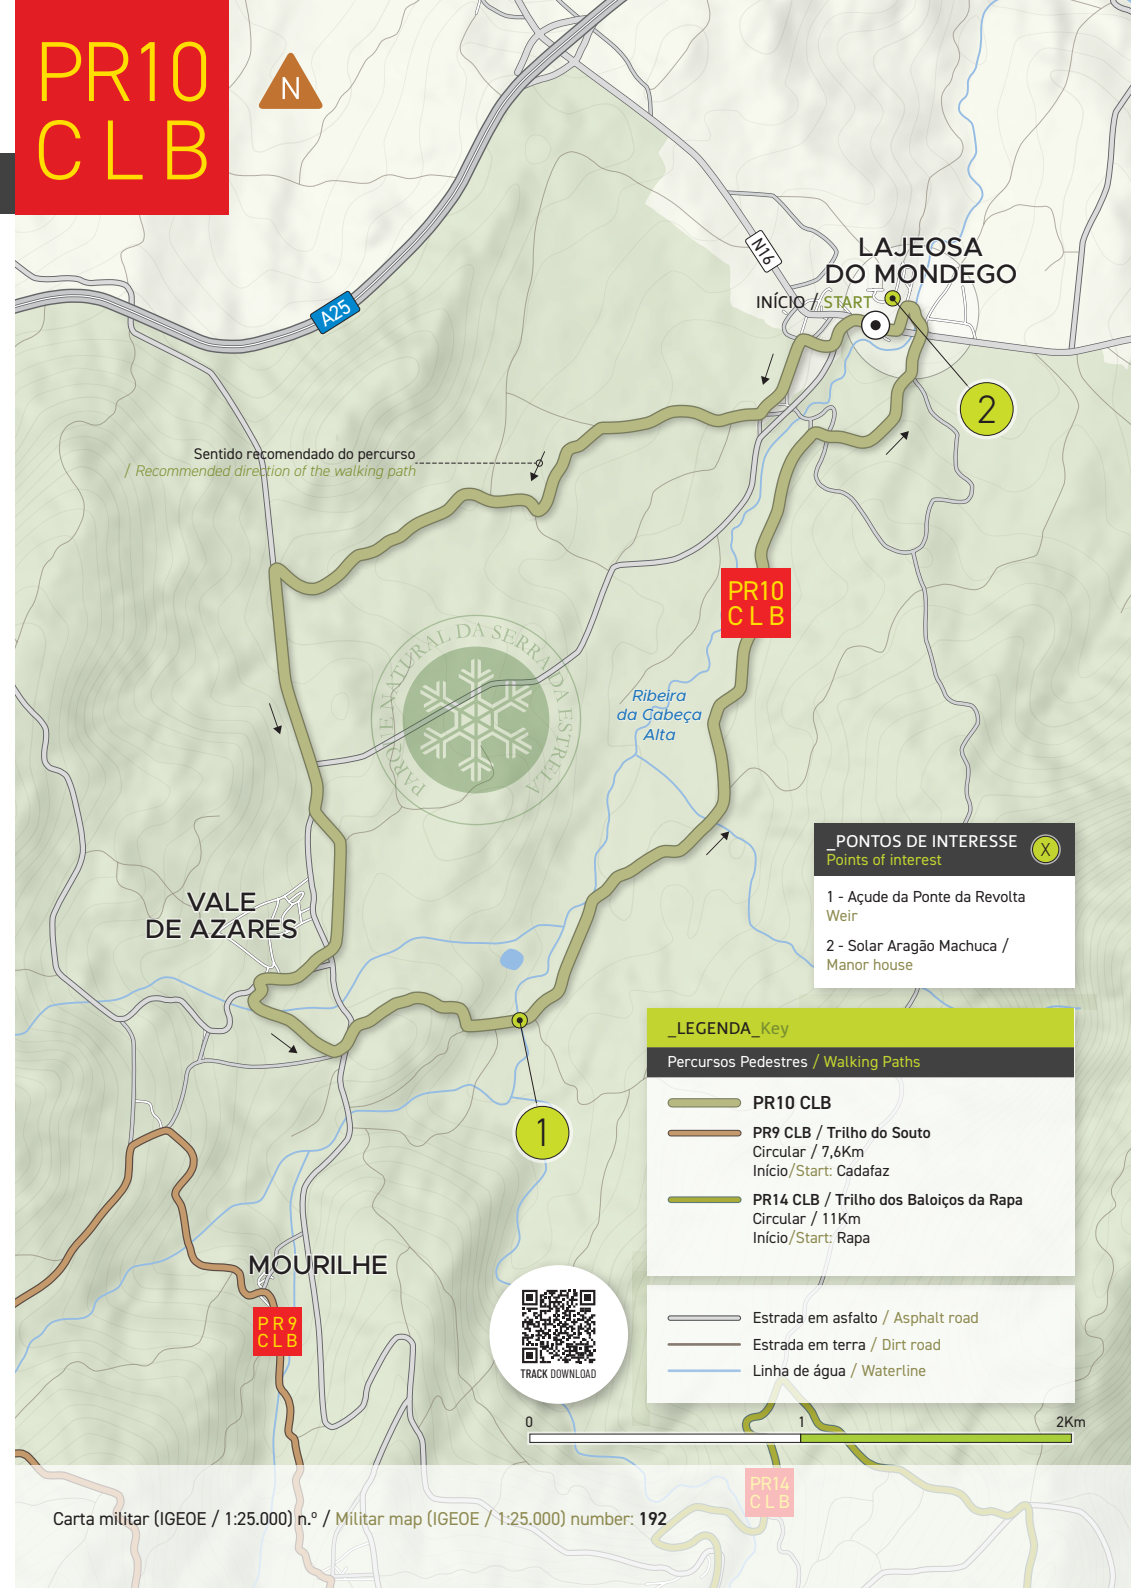 PR10
CLB
N
N16
LAJEOSA
DO MONDEGO
INÍCIO / START
A25
2
Sentido recomendado do percurso
/ Recommended direction of the walking path
PR10
CLB
PARQUE NATURAL DA SERRA DA ESTRELA
Ribeira
da Cabeça
Alta
_PONTOS DE INTERESSE
Points of interest
X
1 - Açude da Ponte da Revolta
Weir
2 - Solar Aragão Machuca /
Manor house
VALE
DE AZARES
1
_LEGENDA_Key
Percursos Pedestres / Walking Paths
PR10 CLB
PR9 CLB / Trilho do Souto
Circular / 7,6Km
Início/Start: Cadafaz
PR14 CLB / Trilho dos Baloiços da Rapa
Circular / 11Km
Início/Start: Rapa
MOURILHE
PR9
CLB
TRACK DOWNLOAD
Estrada em asfalto / Asphalt road
Estrada em terra / Dirt road
Linha de água / Waterline
0 1 2Km
PR14
CLB
Carta militar (IGEOE / 1:25.000) n.º / Militar map (IGEOE / 1:25.000) number: 192